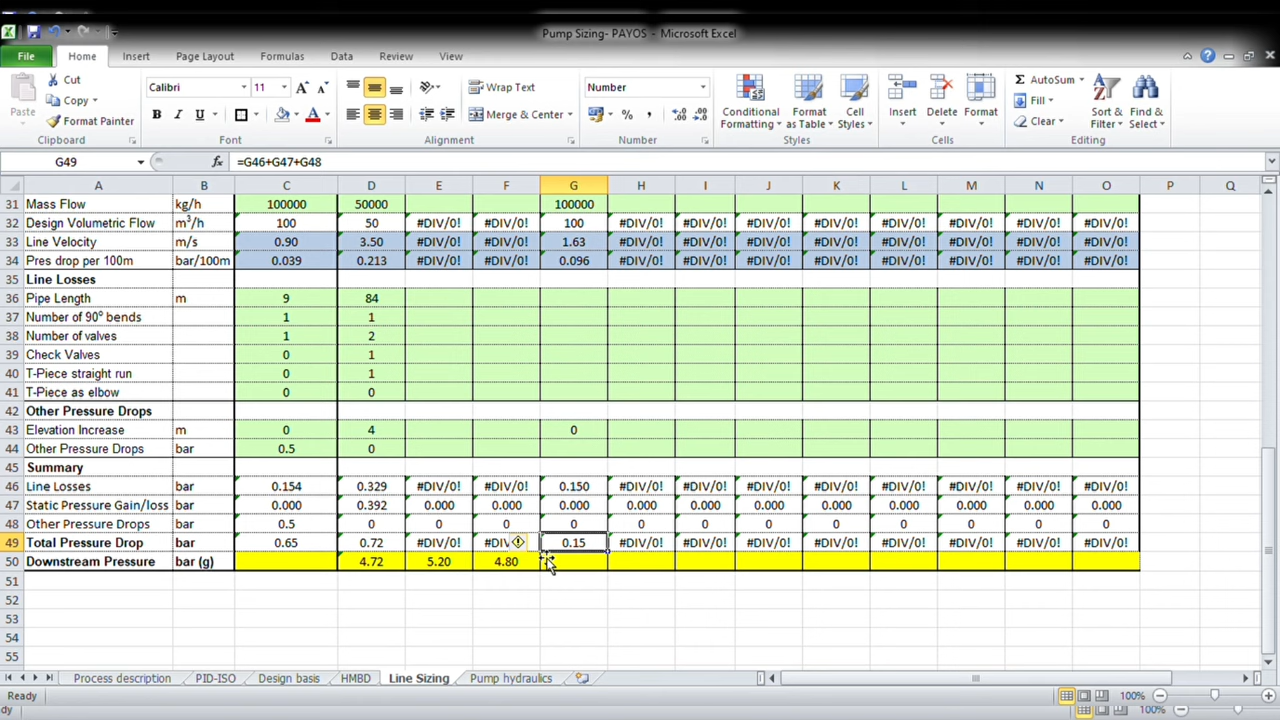 Pump Sizing- PAYOS - Microsoft Excel
File Home Insert Page Layout Formulas Data Review View
Paste Cut Copy Format Painter
Calibri 11 Wrap Text Merge & Center Number
Conditional Formatting Format as Table Cell Styles Insert Delete Format
AutoSum Fill Clear Sort & Filter Find & Select
Clipboard Font Alignment Number Styles Cells Editing
G49 fx =G46+G47+G48
A B C D E F G H I J K L M N O P Q
31 Mass Flow kg/h 100000 50000 100000
32 Design Volumetric Flow m³/h 100 50 #DIV/0! #DIV/0! 100 #DIV/0! #DIV/0! #DIV/0! #DIV/0! #DIV/0! #DIV/0! #DIV/0! #DIV/0!
33 Line Velocity m/s 0.90 3.50 #DIV/0! #DIV/0! 1.63 #DIV/0! #DIV/0! #DIV/0! #DIV/0! #DIV/0! #DIV/0! #DIV/0! #DIV/0!
34 Pres drop per 100m bar/100m 0.039 0.213 #DIV/0! #DIV/0! 0.096 #DIV/0! #DIV/0! #DIV/0! #DIV/0! #DIV/0! #DIV/0! #DIV/0! #DIV/0!
35 Line Losses
36 Pipe Length m 9 84
37 Number of 90º bends 1 1
38 Number of valves 1 2
39 Check Valves 0 1
40 T-Piece straight run 0 1
41 T-Piece as elbow 0 0
42 Other Pressure Drops
43 Elevation Increase m 0 4 0
44 Other Pressure Drops bar 0.5 0
45 Summary
46 Line Losses bar 0.154 0.329 #DIV/0! #DIV/0! 0.150 #DIV/0! #DIV/0! #DIV/0! #DIV/0! #DIV/0! #DIV/0! #DIV/0! #DIV/0!
47 Static Pressure Gain/loss bar 0.000 0.392 0.000 0.000 0.000 0.000 0.000 0.000 0.000 0.000 0.000 0.000 0.000
48 Other Pressure Drops bar 0.5 0 0 0 0 0 0 0 0 0 0 0 0
49 Total Pressure Drop bar 0.65 0.72 #DIV/0! #DIV 0.15 #DIV/0! #DIV/0! #DIV/0! #DIV/0! #DIV/0! #DIV/0! #DIV/0! #DIV/0!
50 Downstream Pressure bar (g) 4.72 5.20 4.80
51
52
53
54
55
Process description PID-ISO Design basis HMBD Line Sizing Pump hydraulics
Ready 100%
dy 100%